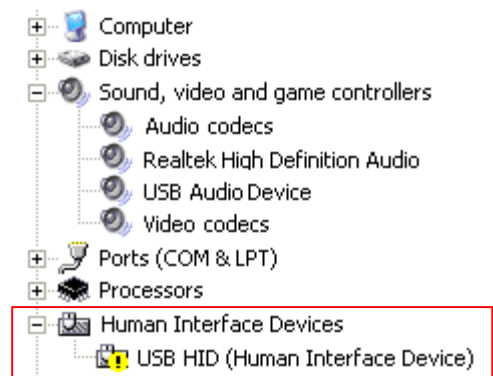 Computer
Disk drives
Sound, video and game controllers
Audio codecs
Realtek High Definition Audio
USB Audio Device
Video codecs
Ports (COM & LPT)
Processors
Human Interface Devices
USB HID (Human Interface Device)